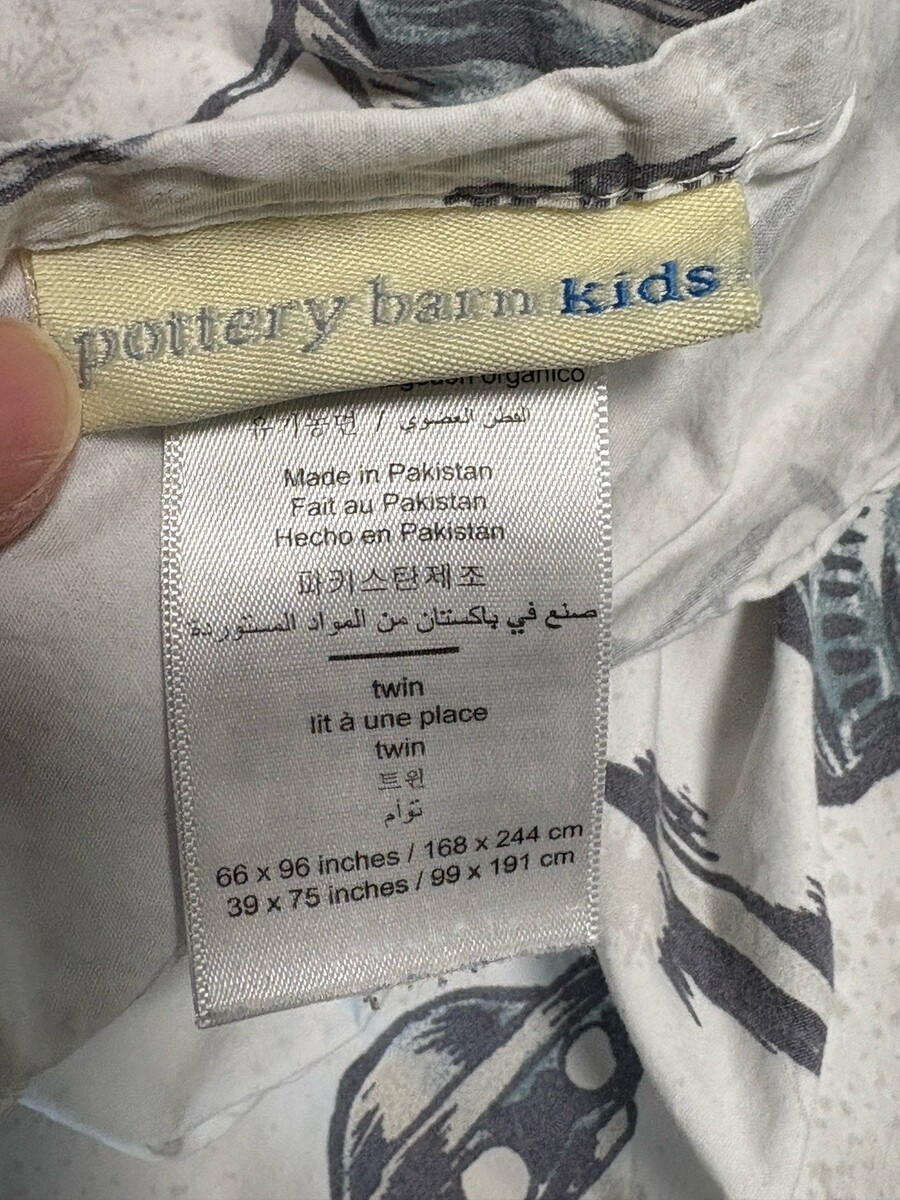 pottery barn kids
orgánico
유기농면 / القطن العضوي
Made in Pakistan
Fait au Pakistan
Hecho en Pakistán
파키스탄제조
صنع في باكستان من المواد المستوردة
twin
lit à une place
twin
트윈
توأم
66 x 96 inches / 168 x 244 cm
39 x 75 inches / 99 x 191 cm